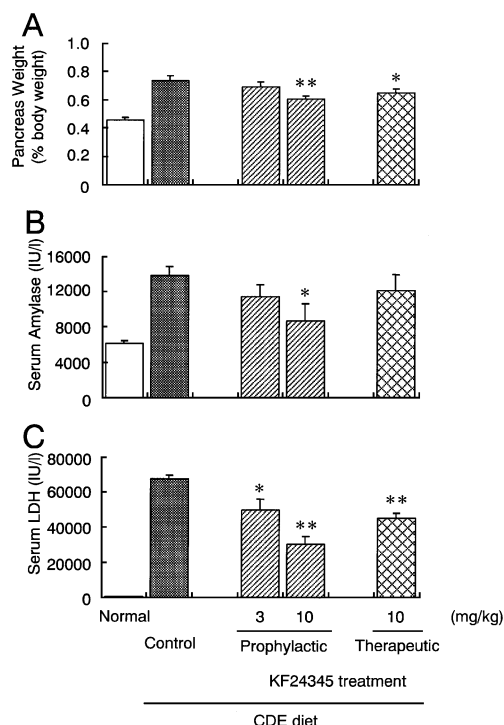 A
Pancreas Weight
(% body weight)
1.0
0.8
0.6
0.4
0.2
0
**
*
B
Serum Amylase (IU/l)
16000
12000
8000
4000
0
*
C
Serum LDH (IU/l)
80000
60000
40000
20000
0
*
**
**
Normal
3
10
10
(mg/kg)
Control
Prophylactic
Therapeutic
KF24345 treatment
CDE diet